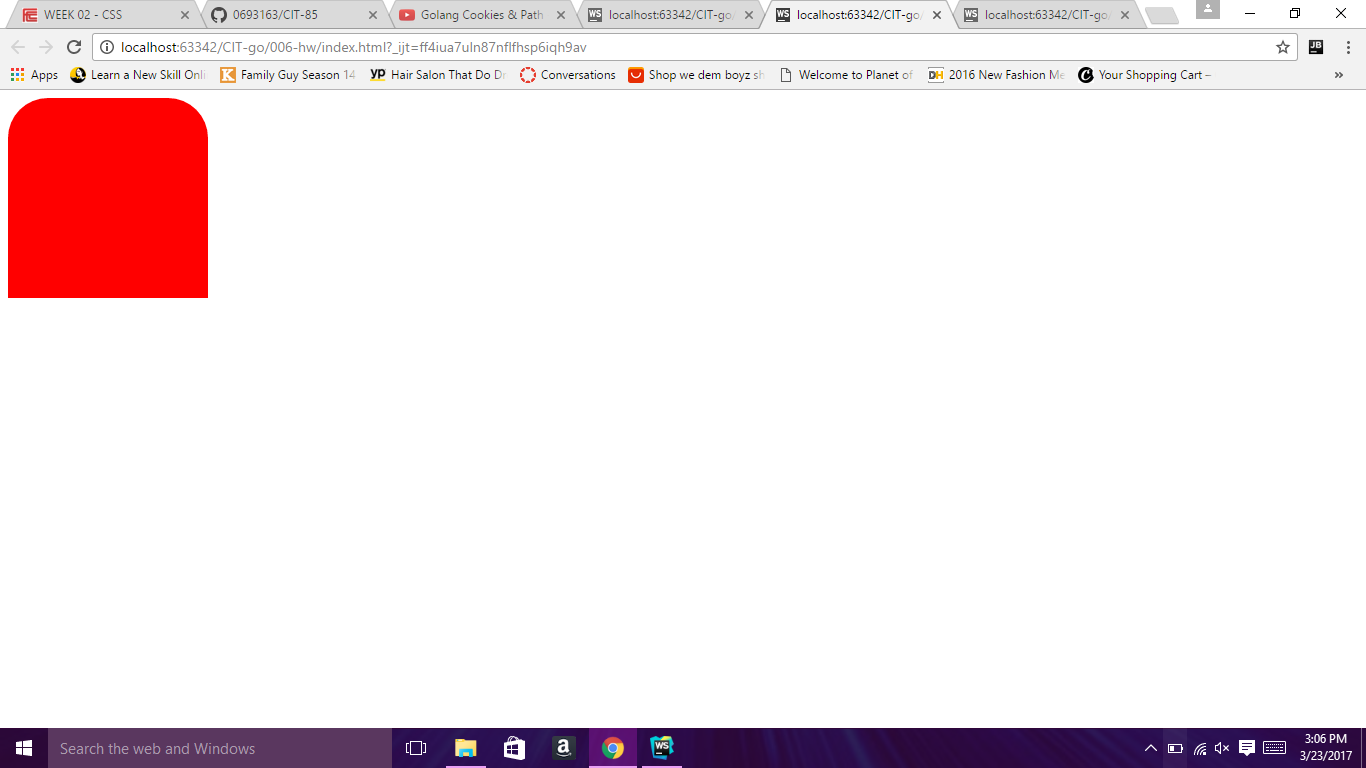 WEEK 02 - CSS
0693163/CIT-85
Golang Cookies & Path
localhost:63342/CIT-go/
localhost:63342/CIT-go/
localhost:63342/CIT-go/
localhost:63342/CIT-go/006-hw/index.html?_ijt=ff4iua7uln87nflfhsp6iqh9av
JB
Apps
Learn a New Skill Onli
Family Guy Season 14
yp Hair Salon That Do Dr
Conversations
Shop we dem boyz sh
Welcome to Planet of
DH 2016 New Fashion Me
Your Shopping Cart –
»
Search the web and Windows
3:06 PM
3/23/2017